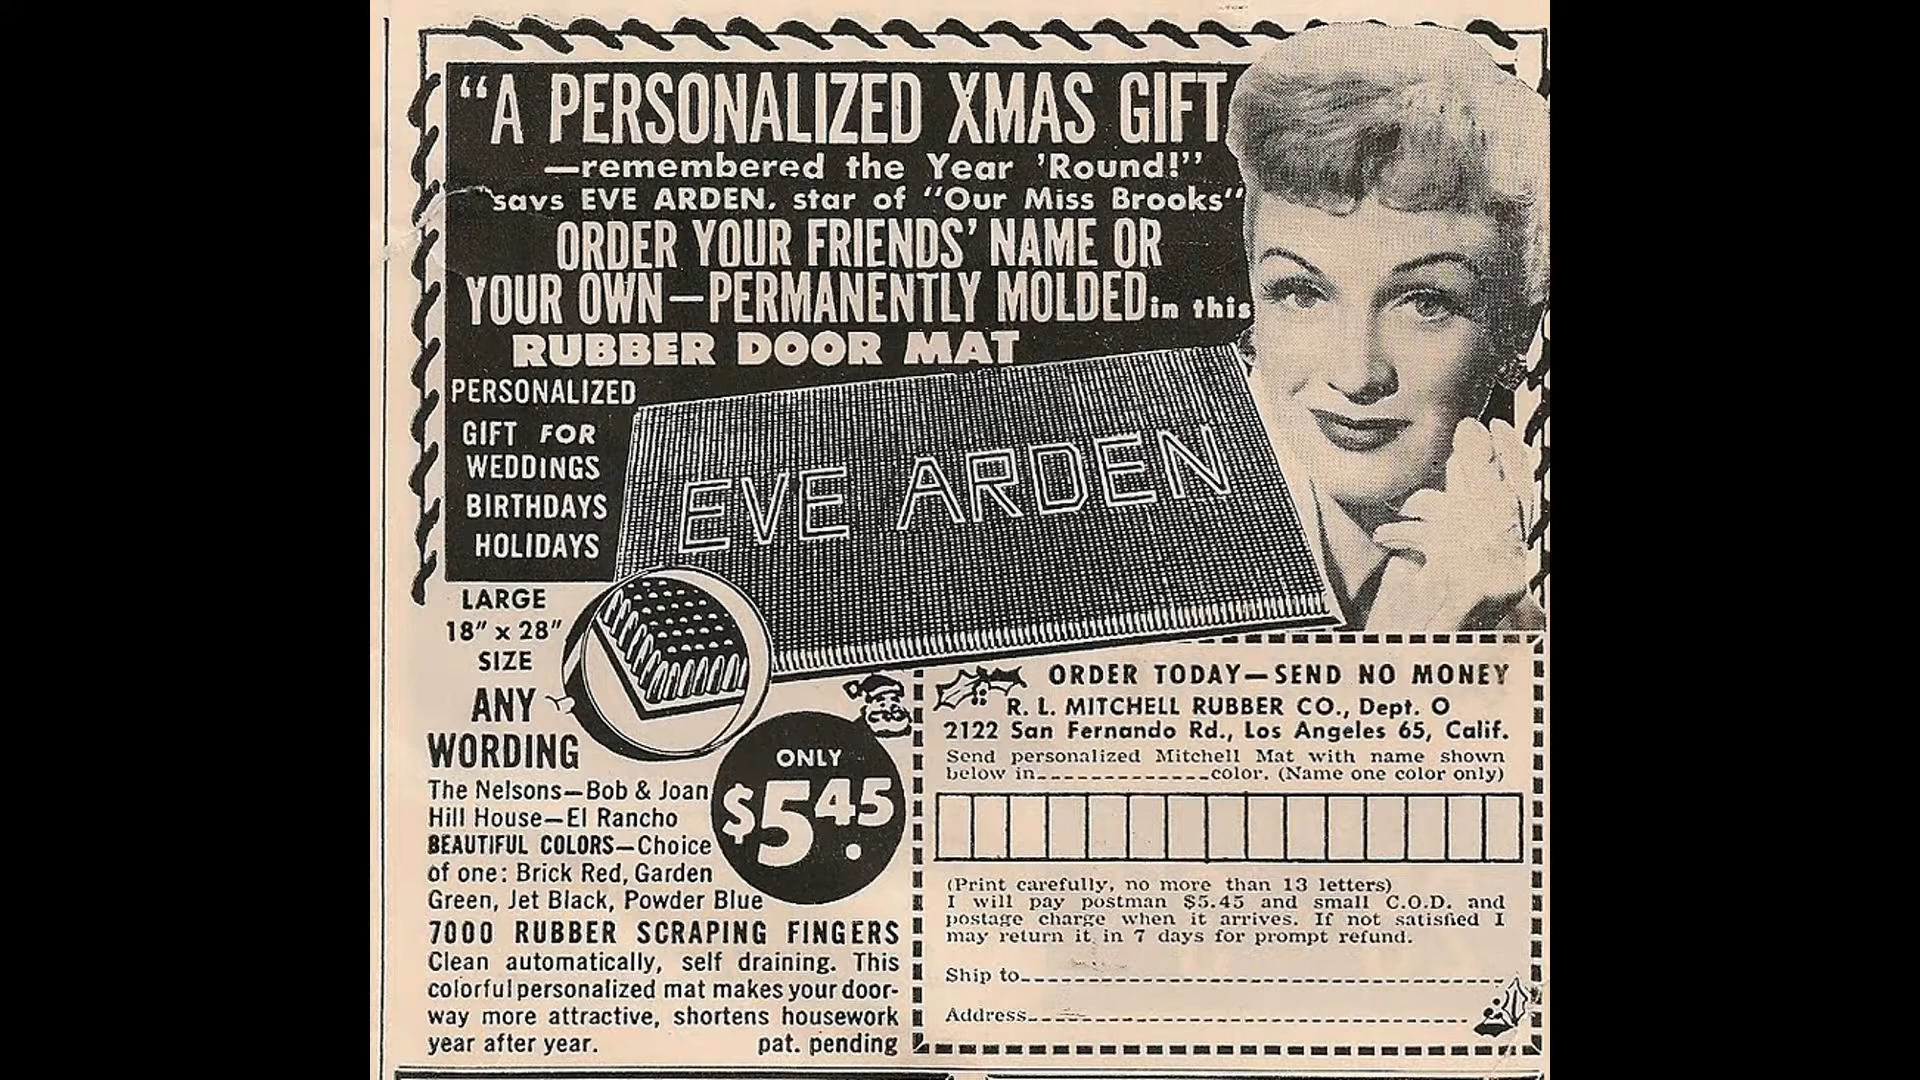 "A PERSONALIZED XMAS GIFT
—remembered the Year 'Round!"
says EVE ARDEN, star of "Our Miss Brooks"
ORDER YOUR FRIENDS' NAME OR
YOUR OWN—PERMANENTLY MOLDED in this
RUBBER DOOR MAT
PERSONALIZED
GIFT FOR
WEDDINGS
BIRTHDAYS
HOLIDAYS
EVE ARDEN
LARGE
18" x 28"
SIZE
ANY
WORDING
The Nelsons—Bob & Joan
Hill House—El Rancho
BEAUTIFUL COLORS—Choice
of one: Brick Red, Garden
Green, Jet Black, Powder Blue
7000 RUBBER SCRAPING FINGERS
Clean automatically, self draining. This
colorful personalized mat makes your door-
way more attractive, shortens housework
year after year. pat. pending
ONLY
$5.45
ORDER TODAY—SEND NO MONEY
R. L. MITCHELL RUBBER CO., Dept. O
2122 San Fernando Rd., Los Angeles 65, Calif.
Send personalized Mitchell Mat with name shown
below in_____________color. (Name one color only)
(Print carefully, no more than 13 letters)
I will pay postman $5.45 and small C.O.D. and
postage charge when it arrives. If not satisfied I
may return it in 7 days for prompt refund.
Ship to
Address